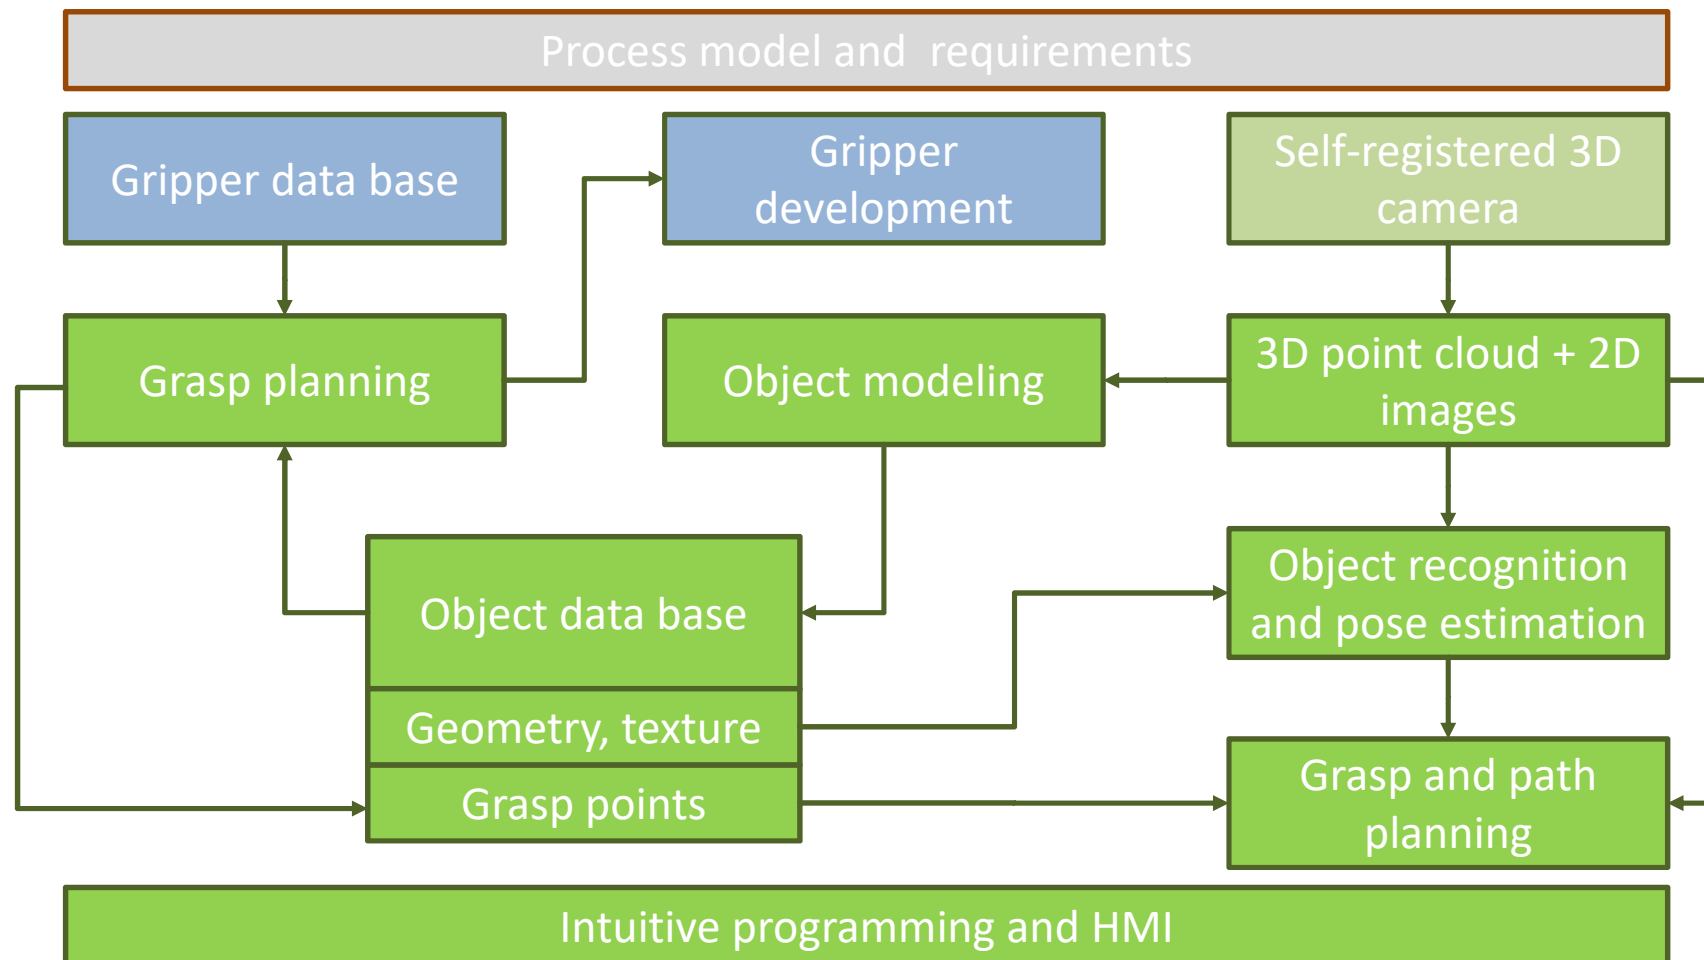 Process model and requirements
Gripper data base
Gripper
development
Self-registered 3D
camera
Grasp planning
Object modeling
3D point cloud + 2D
images
Object data base
Object recognition
and pose estimation
Geometry, texture
Grasp points
Grasp and path
planning
Intuitive programming and HMI